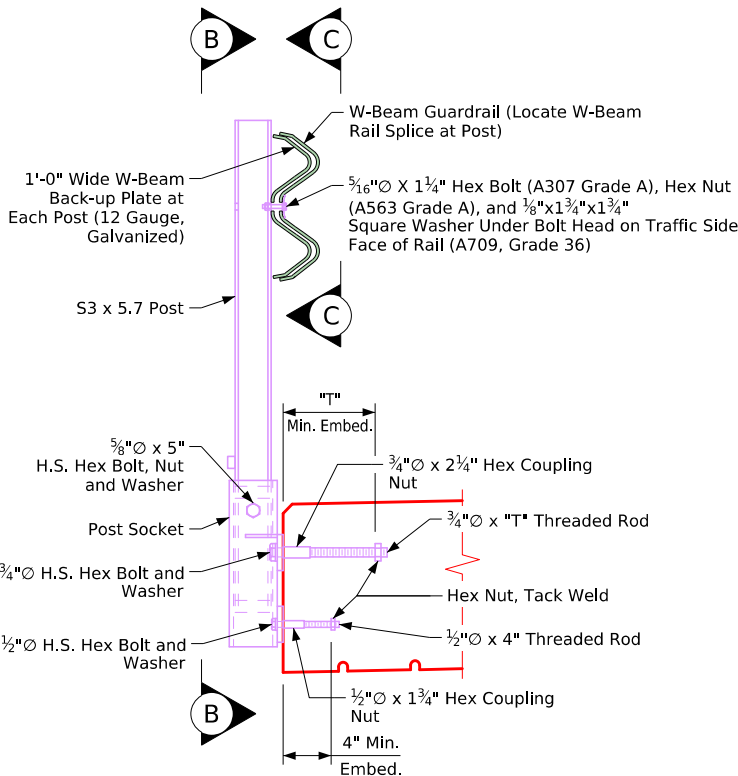 B
C
W-Beam Guardrail (Locate W-Beam
Rail Splice at Post)
1'-0" Wide W-Beam
Back-up Plate at
Each Post (12 Gauge,
Galvanized)
⁵⁄₁₆"∅ X 1¼" Hex Bolt (A307 Grade A), Hex Nut
(A563 Grade A), and ⅛"x1¾"x1¾"
Square Washer Under Bolt Head on Traffic Side
Face of Rail (A709, Grade 36)
S3 x 5.7 Post
C
"T"
Min. Embed.
⅝"∅ x 5"
H.S. Hex Bolt, Nut
and Washer
¾"∅ x 2¼" Hex Coupling
Nut
Post Socket
¾"∅ x "T" Threaded Rod
¾"∅ H.S. Hex Bolt and
Washer
Hex Nut, Tack Weld
½"∅ H.S. Hex Bolt and
Washer
½"∅ x 4" Threaded Rod
B
½"∅ x 1¾" Hex Coupling
Nut
4" Min.
Embed.